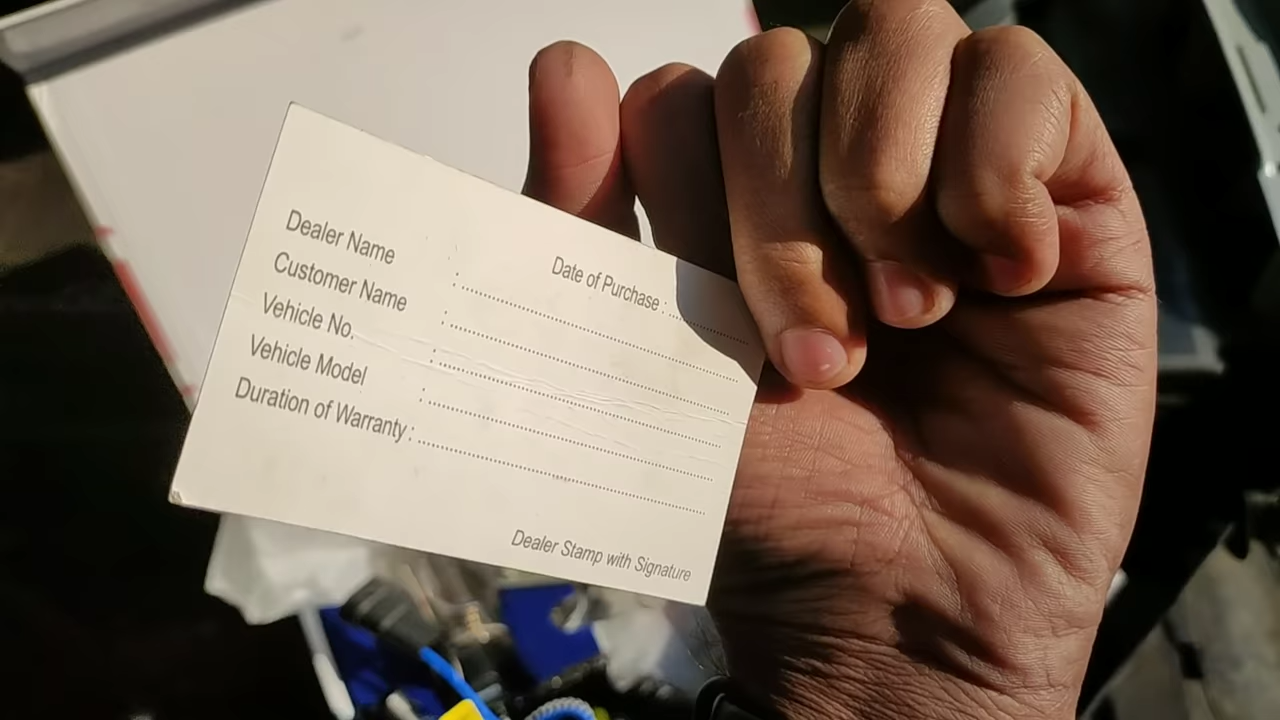 Date of Purchase : ....................
Dealer Name : ............................................................
Customer Name : ............................................................
Vehicle No. : ............................................................
Vehicle Model : ............................................................
Duration of Warranty : ............................................................
Dealer Stamp with Signature